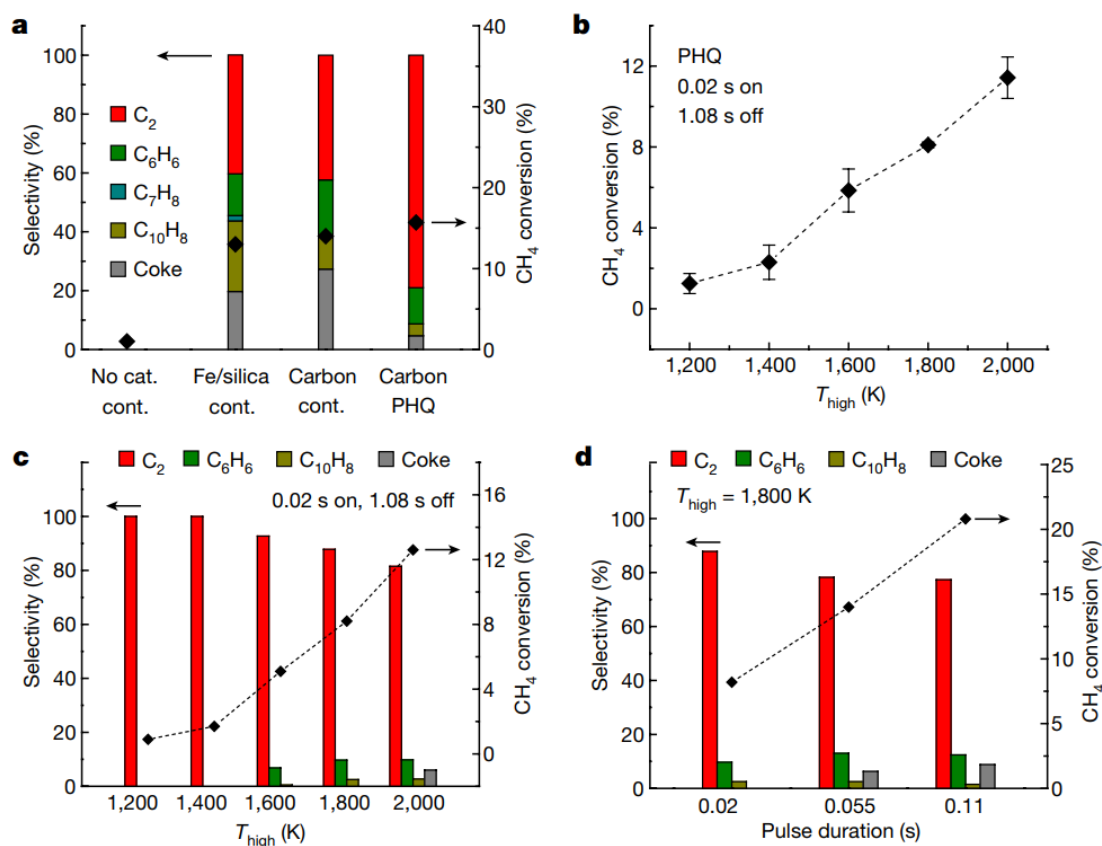 a
Selectivity (%)
100
80
60
40
20
0
C₂
C₆H₆
C₇H₈
C₁₀H₈
Coke
40
30
20
10
0
CH₄ conversion (%)
No cat.
cont.
Fe/silica
cont.
Carbon
cont.
Carbon
PHQ
b
PHQ
0.02 s on
1.08 s off
CH₄ conversion (%)
12
8
4
0
1,200
1,400
1,600
1,800
2,000
T_high (K)
c
C₂
C₆H₆
C₁₀H₈
Coke
0.02 s on, 1.08 s off
Selectivity (%)
100
80
60
40
20
0
16
12
8
4
0
CH₄ conversion (%)
1,200
1,400
1,600
1,800
2,000
T_high (K)
d
C₂
C₆H₆
C₁₀H₈
Coke
T_high = 1,800 K
Selectivity (%)
100
80
60
40
20
0
25
20
15
10
5
0
CH₄ conversion (%)
0.02
0.055
0.11
Pulse duration (s)